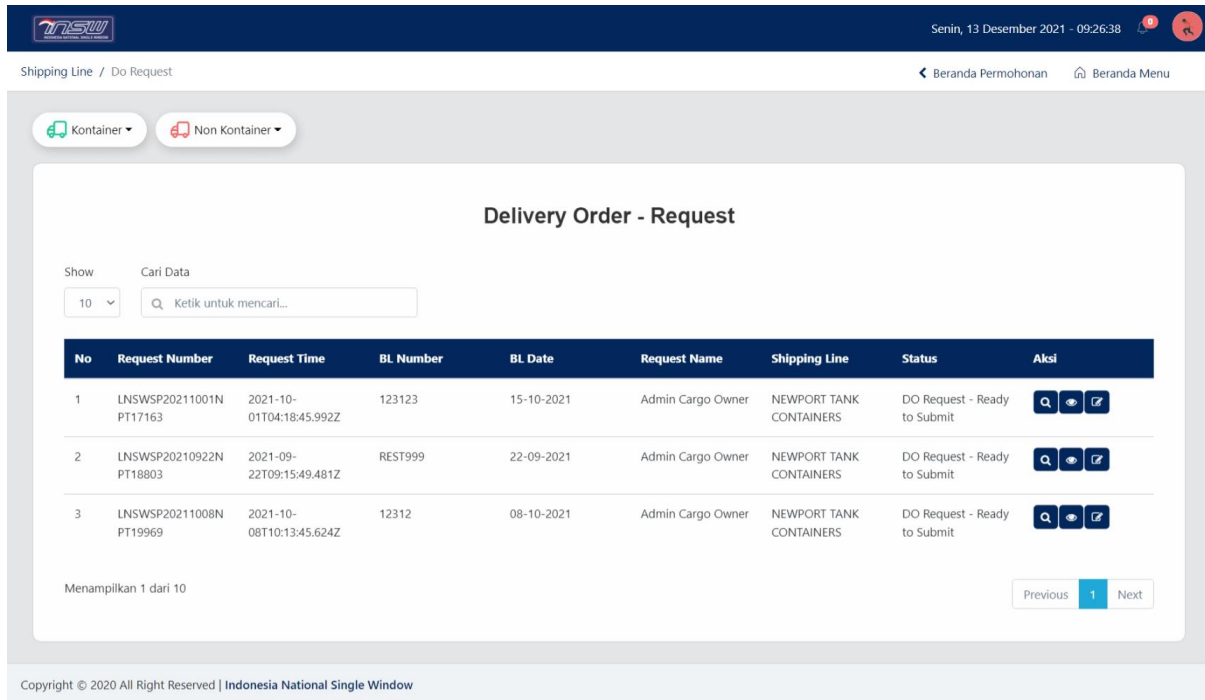 INSW
INDONESIA NATIONAL SINGLE WINDOW
Senin, 13 Desember 2021 - 09:26:38
0
Shipping Line / Do Request
Beranda Permohonan
Beranda Menu
Kontainer
Non Kontainer
Delivery Order - Request
Show
Cari Data
10
Ketik untuk mencari...
No Request Number Request Time BL Number BL Date Request Name Shipping Line Status Aksi
1 LNSWSP20211001N 2021-10- 123123 15-10-2021 Admin Cargo Owner NEWPORT TANK DO Request - Ready
PT17163 01T04:18:45.992Z CONTAINERS to Submit
2 LNSWSP20210922N 2021-09- REST999 22-09-2021 Admin Cargo Owner NEWPORT TANK DO Request - Ready
PT18803 22T09:15:49.481Z CONTAINERS to Submit
3 LNSWSP20211008N 2021-10- 12312 08-10-2021 Admin Cargo Owner NEWPORT TANK DO Request - Ready
PT19969 08T10:13:45.624Z CONTAINERS to Submit
Menampilkan 1 dari 10
Previous 1 Next
Copyright © 2020 All Right Reserved | Indonesia National Single Window